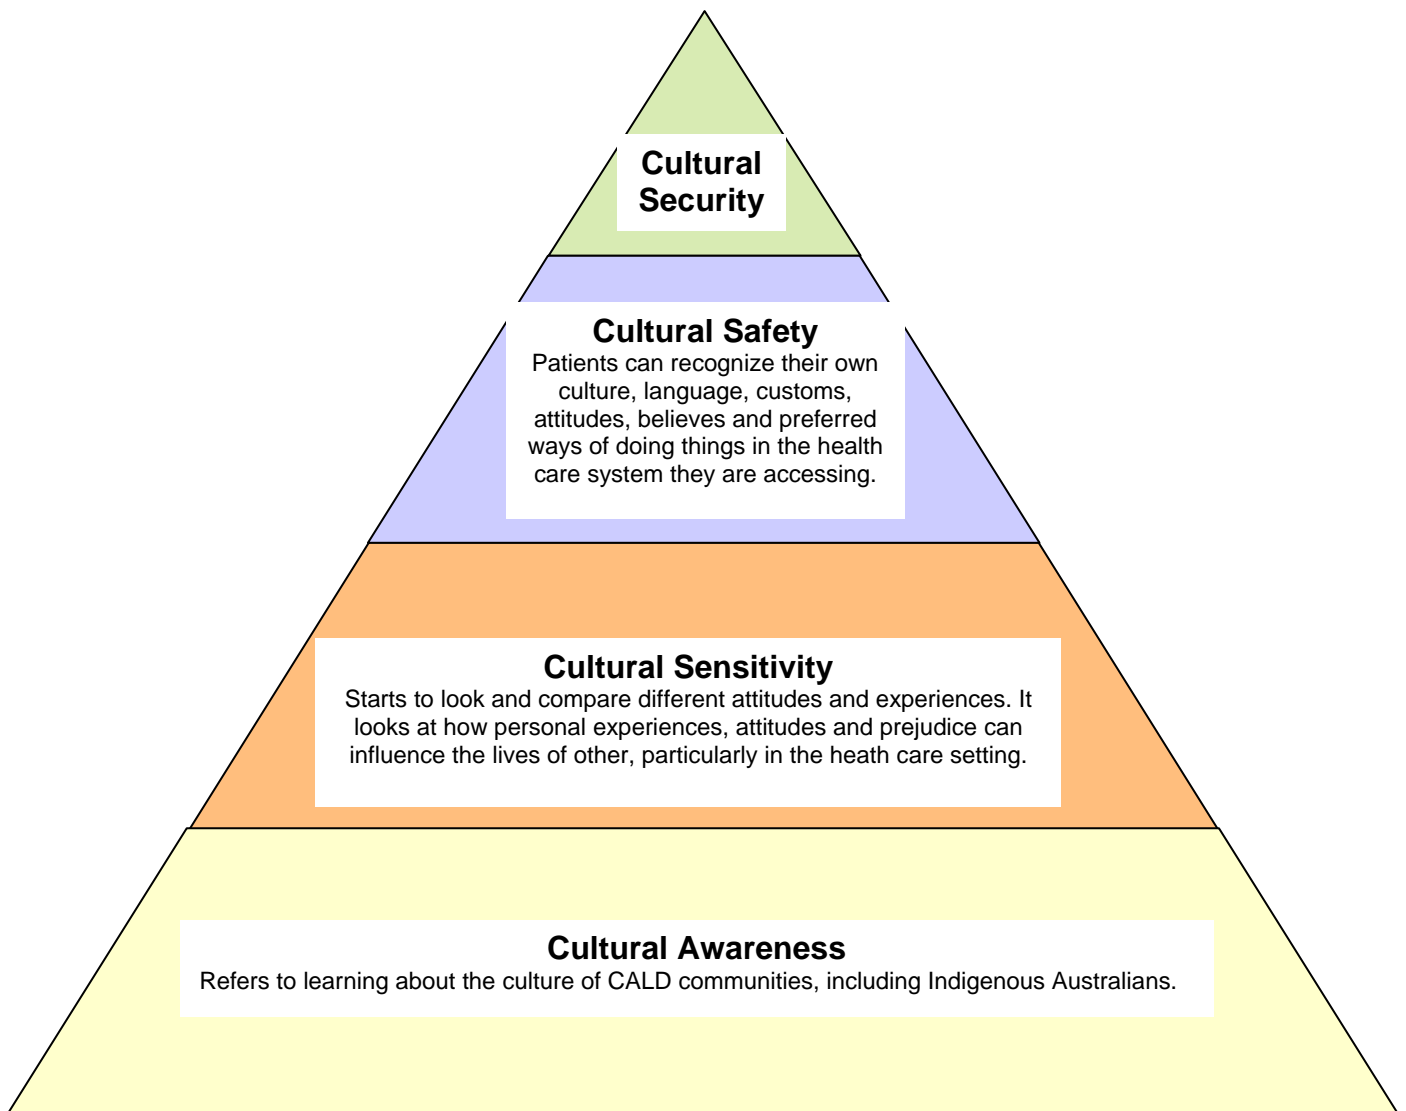 Cultural
Security
Cultural Safety
Patients can recognize their own
culture, language, customs,
attitudes, believes and preferred
ways of doing things in the health
care system they are accessing.
Cultural Sensitivity
Starts to look and compare different attitudes and experiences. It
looks at how personal experiences, attitudes and prejudice can
influence the lives of other, particularly in the heath care setting.
Cultural Awareness
Refers to learning about the culture of CALD communities, including Indigenous Australians.